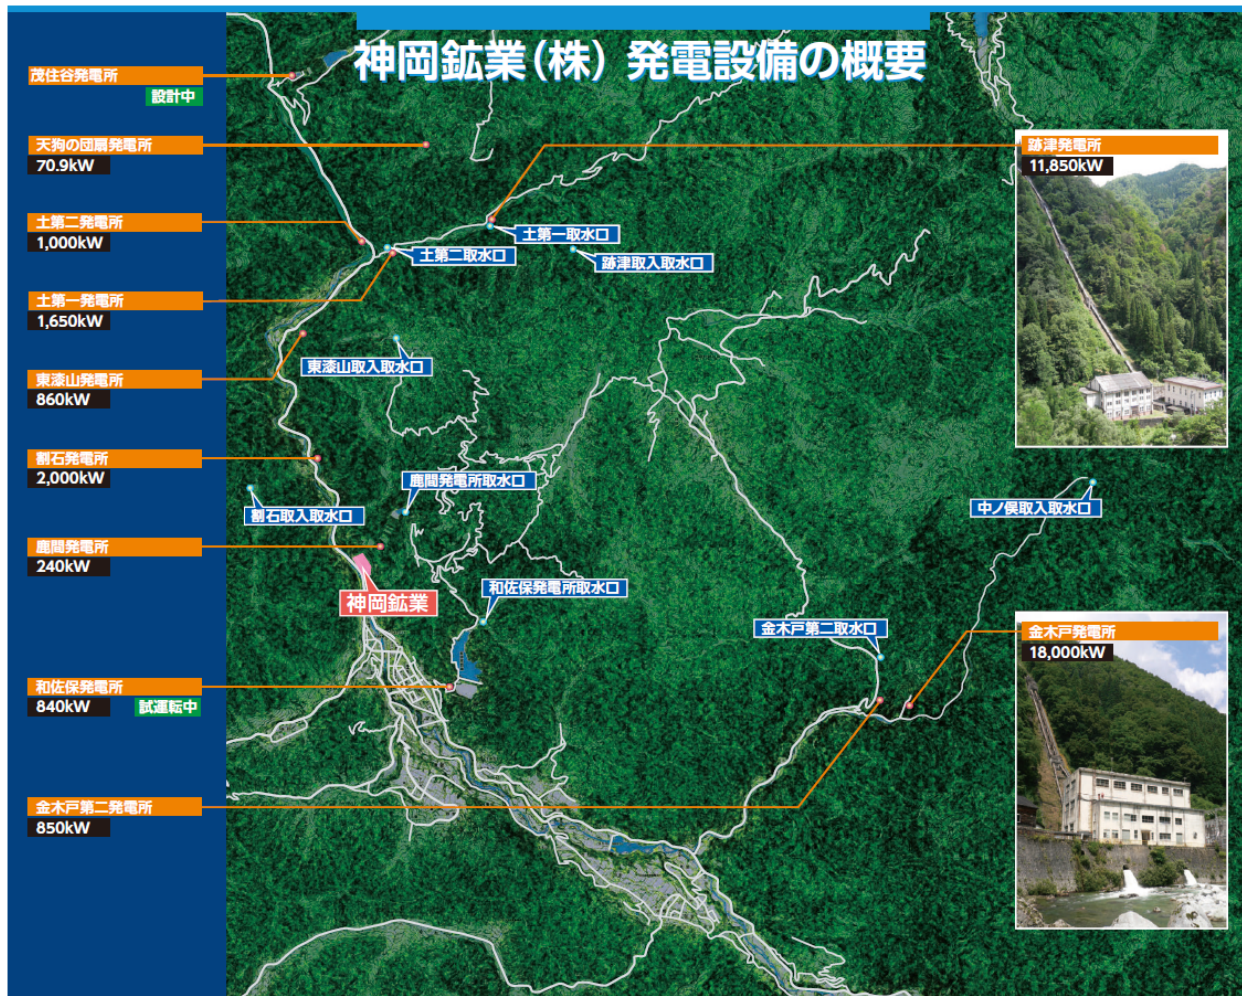 神岡鉱業(株) 発電設備の概要
茂住谷発電所
設計中
天狗の団扇発電所
70.9kW
土第二発電所
1,000kW
土第一発電所
1,650kW
東漆山発電所
860kW
割石発電所
2,000kW
鹿間発電所
240kW
和佐保発電所
840kW 試運転中
金木戸第二発電所
850kW
土第一取水口
土第二取水口
跡津取入取水口
東漆山取入取水口
鹿間発電所取水口
割石取入取水口
神岡鉱業
和佐保発電所取水口
金木戸第二取水口
中ノ俣取入取水口
跡津発電所
11,850kW
金木戸発電所
18,000kW